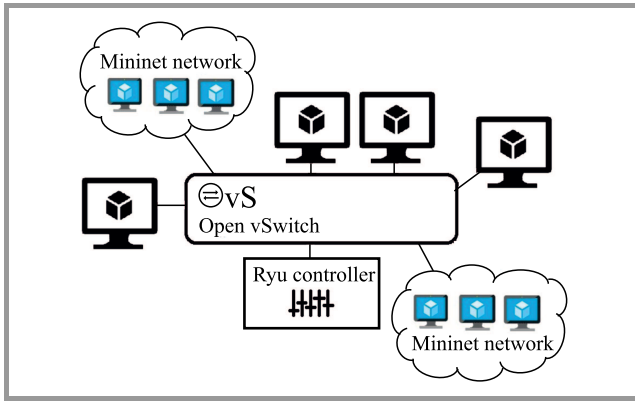 Mininet network
vS
Open vSwitch
Ryu controller
Mininet network